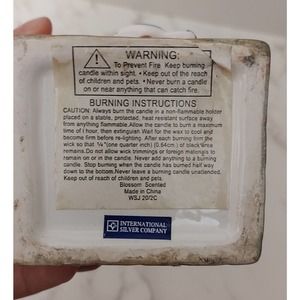 WARNING:
To Prevent Fire Keep burning
candle within sight. • Keep out of the reach
of children and pets. • Never burn a candle
on or near anything that can catch fire.
BURNING INSTRUCTIONS
CAUTION: Always burn the candle in a non-flammable holder
placed on a stable, protected, heat resistant surface away
from anything flammable. Allow the candle to burn a maximum
time of I hour, then extinguish Wait for the wax to cool and
become firm before re-lighting. After each burning trim the
wick so that ¼" (one quarter inch) [0.64cm] of black area
remains. Do not allow wick trimmings or foreign materials to
remain on or in the candle. Never add anything to a burning
candle. Stop burning when the candle has burned half way
down to the bottom. Never leave a burning candle unattended.
Keep out of reach of children and pets.
Blossom Scented
Made in China
WSJ 20/2C
INTERNATIONAL
SILVER COMPANY